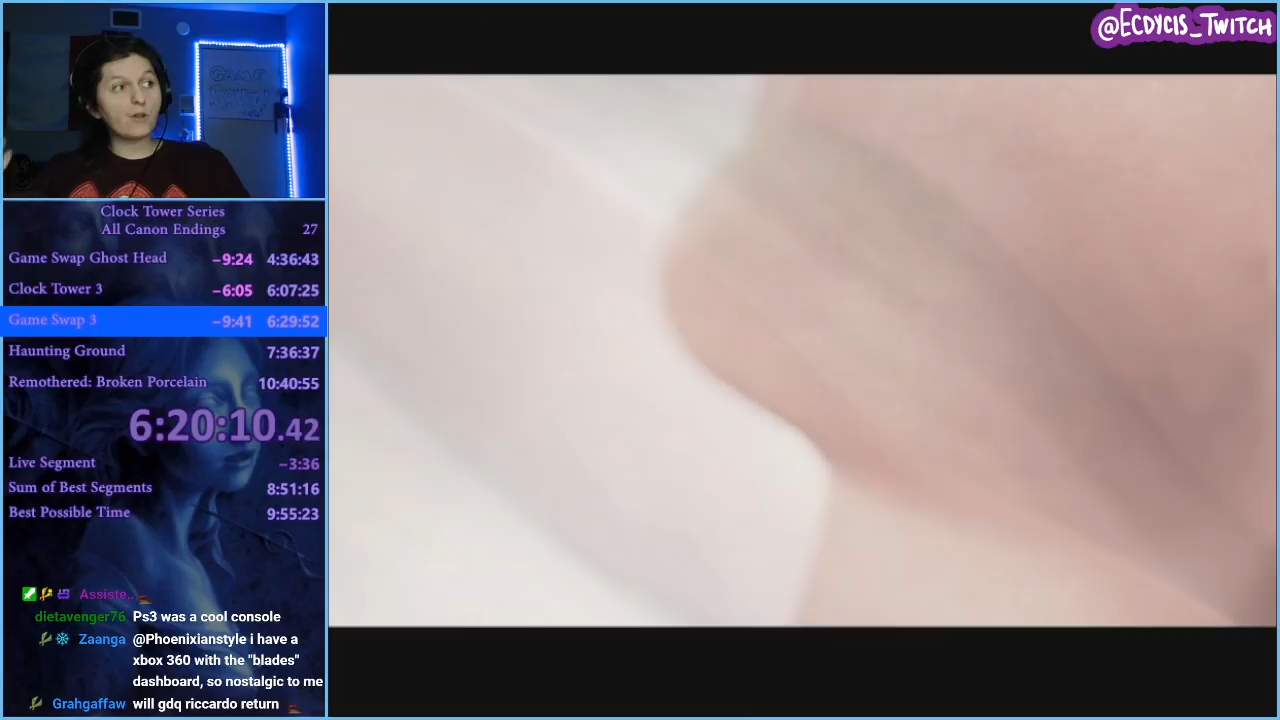 @Ecdycis_Twitch
Clock Tower Series
All Canon Endings 27
Game Swap Ghost Head −9:24 4:36:43
Clock Tower 3 −6:05 6:07:25
Game Swap 3 −9:41 6:29:52
Haunting Ground 7:36:37
Remothered: Broken Porcelain 10:40:55
6:20:10.42
Live Segment −3:36
Sum of Best Segments 8:51:16
Best Possible Time 9:55:23
Assiste..
dietavenger76 Ps3 was a cool console
Zaanga @Phoenixianstyle i have a
xbox 360 with the "blades"
dashboard, so nostalgic to me
Grahgaffaw will gdq riccardo return